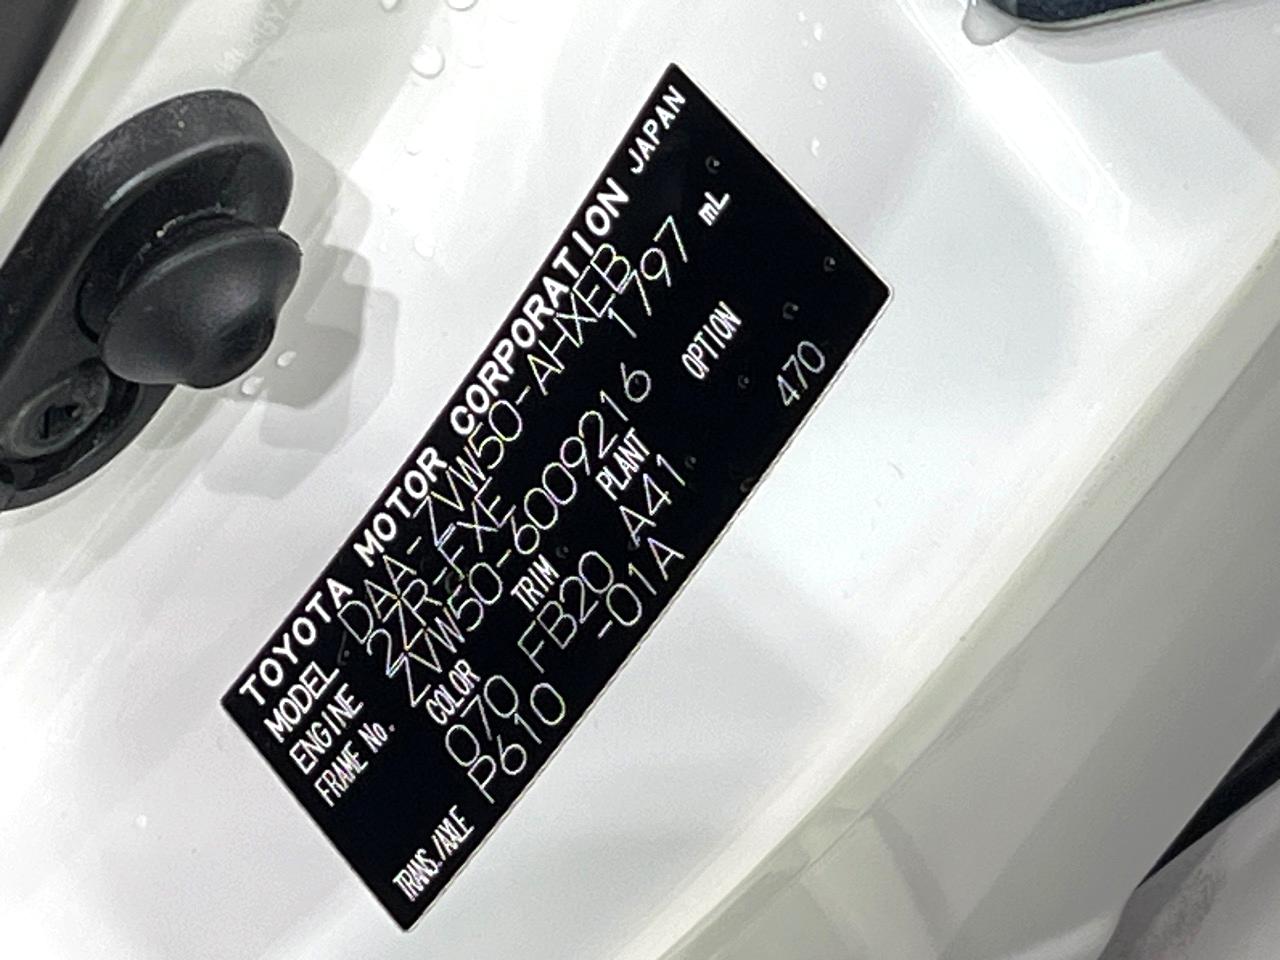 TOYOTA MOTOR CORPORATION JAPAN
MODEL DAA-ZVW50-AHXEB
ENGINE 2ZR-FXE 1797 mL
FRAME No. ZVW50-6009216
COLOR TRIM PLANT OPTION
070 FB20 A41 470
TRANS./AXLE P610 -01A